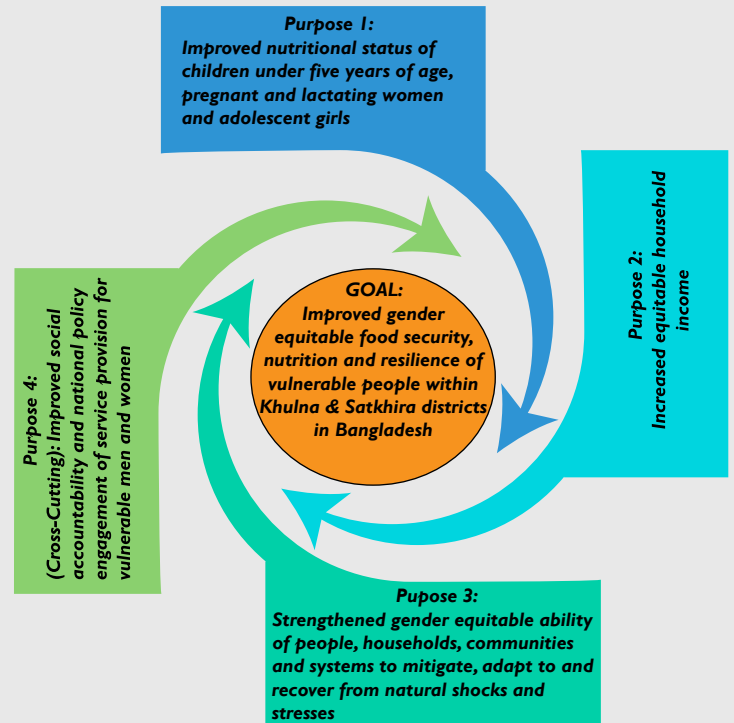 Purpose 1:
Improved nutritional status of
children under five years of age,
pregnant and lactating women
and adolescent girls
Purpose 2:
Increased equitable household
income
GOAL:
Improved gender
equitable food security,
nutrition and resilience of
vulnerable people within
Khulna & Satkhira districts
in Bangladesh
Purpose 4:
(Cross-Cutting): Improved social
accountability and national policy
engagement of service provision for
vulnerable men and women
Pupose 3:
Strengthened gender equitable ability
of people, households, communities
and systems to mitigate, adapt to and
recover from natural shocks and
stresses